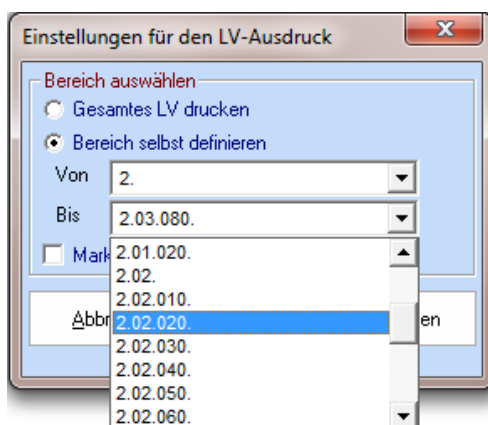 Einstellungen für den LV-Ausdruck
Bereich auswählen
Gesamtes LV drucken
Bereich selbst definieren
Von 2.
Bis 2.03.080.
2.01.020.
2.02.
2.02.010.
2.02.020.
2.02.030.
2.02.040.
2.02.050.
2.02.060.